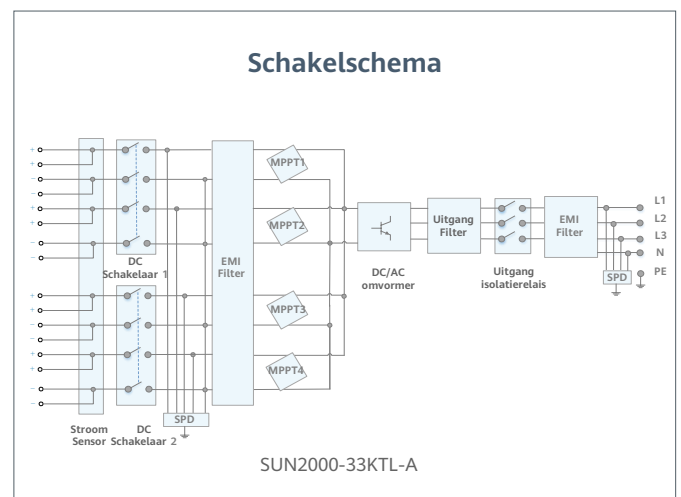 Schakelschema
MPPT1
MPPT2
MPPT3
MPPT4
DC
Schakelaar 1
EMI
Filter
DC/AC
omvormer
Uitgang
Filter
Uitgang
isolatierelais
EMI
Filter
L1
L2
L3
N
PE
SPD
SPD
Stroom
Sensor
DC
Schakelaar 2
SUN2000-33KTL-A